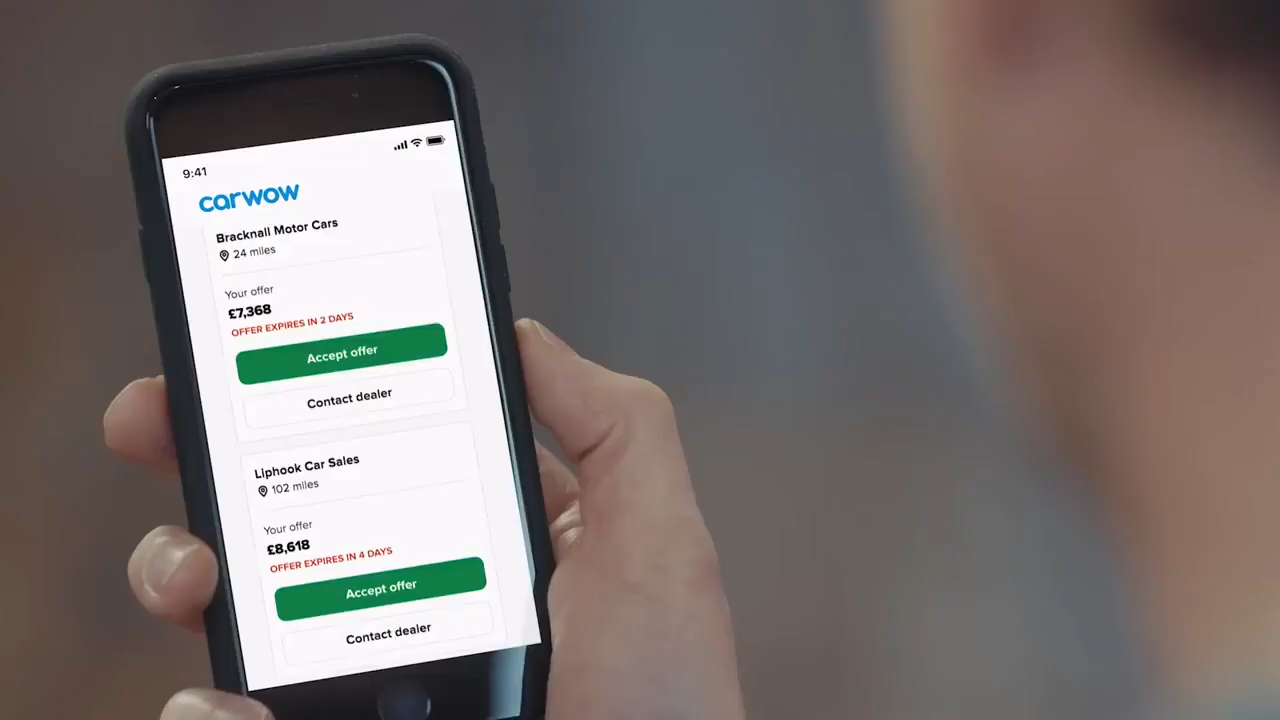 9:41
carwow
Bracknall Motor Cars
24 miles
Your offer
£7,368
OFFER EXPIRES IN 2 DAYS
Accept offer
Contact dealer
Liphook Car Sales
102 miles
Your offer
£8,618
OFFER EXPIRES IN 4 DAYS
Accept offer
Contact dealer